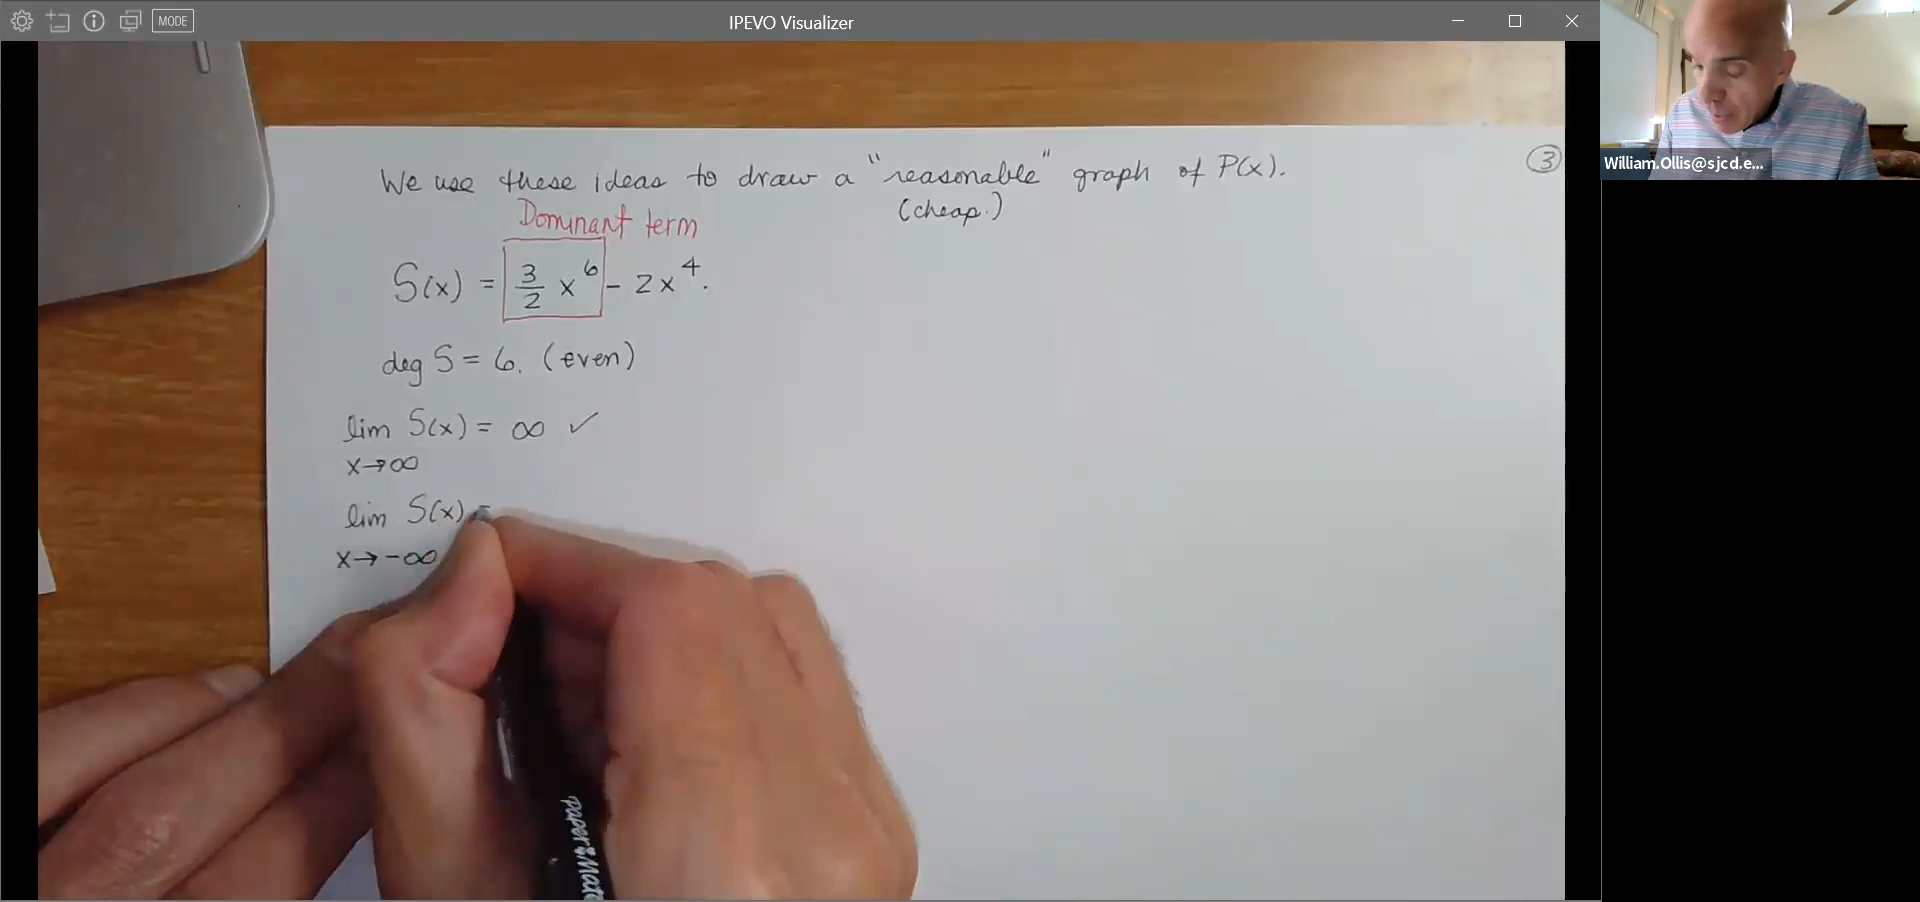 MODE
IPEVO Visualizer
William.Ollis@sjcd.e...
3
We use these ideas to draw a "reasonable" graph of P(x).
(cheap.)
Dominant term
S(x) = 3/2 x^6 - 2x^4.
deg S = 6. (even)
lim S(x) = ∞ ✓
x→∞
lim S(x) =
x→-∞
paper:Mate